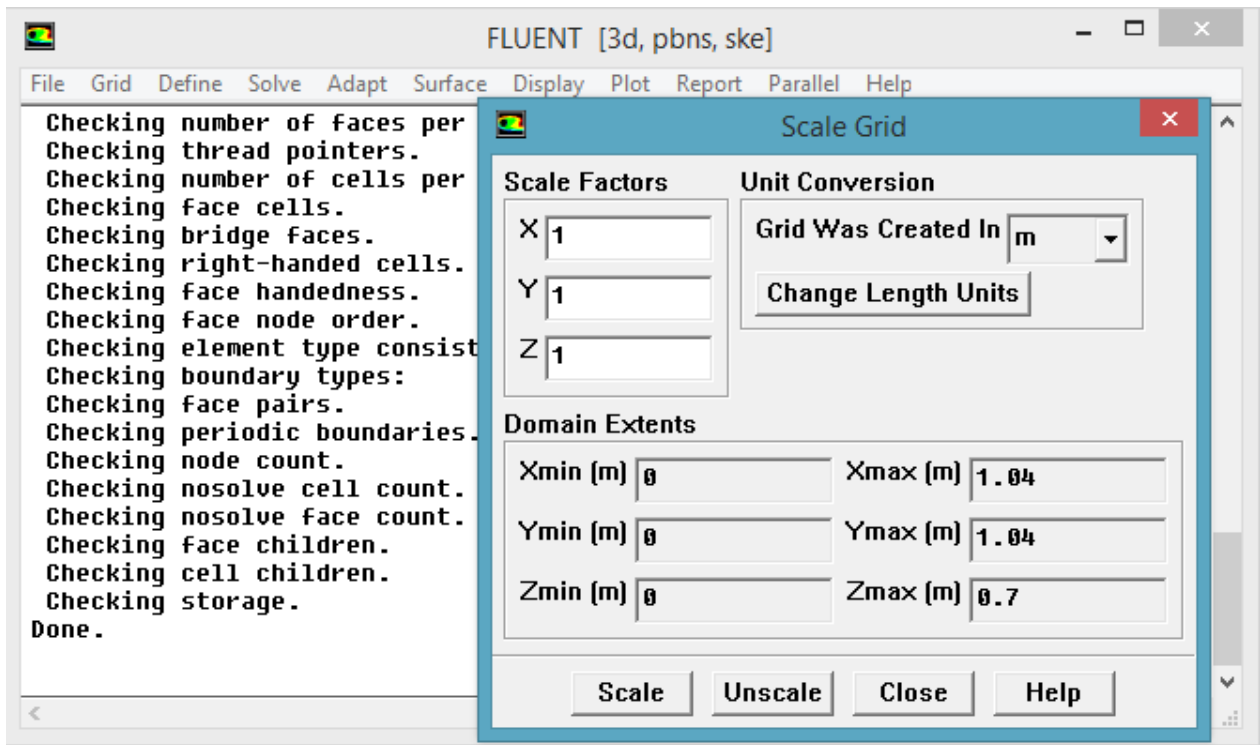 FLUENT [3d, pbns, ske]
File Grid Define Solve Adapt Surface Display Plot Report Parallel Help
Checking number of faces per
Checking thread pointers.
Checking number of cells per
Checking face cells.
Checking bridge faces.
Checking right-handed cells.
Checking face handedness.
Checking face node order.
Checking element type consist
Checking boundary types:
Checking face pairs.
Checking periodic boundaries.
Checking node count.
Checking nosolve cell count.
Checking nosolve face count.
Checking face children.
Checking cell children.
Checking storage.
Done.
Scale Grid
Scale Factors
X 1
Y 1
Z 1
Unit Conversion
Grid Was Created In m
Change Length Units
Domain Extents
Xmin (m) 0 Xmax (m) 1.04
Ymin (m) 0 Ymax (m) 1.04
Zmin (m) 0 Zmax (m) 0.7
Scale Unscale Close Help